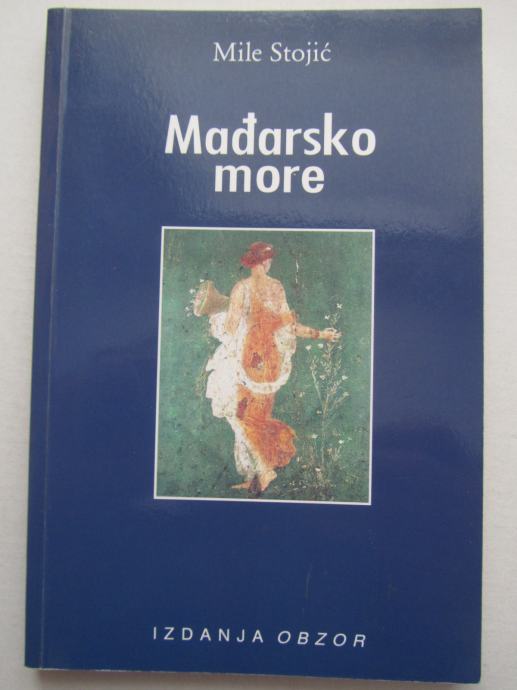 Mile Stojić
Mađarsko
more
IZDANJA OBZOR